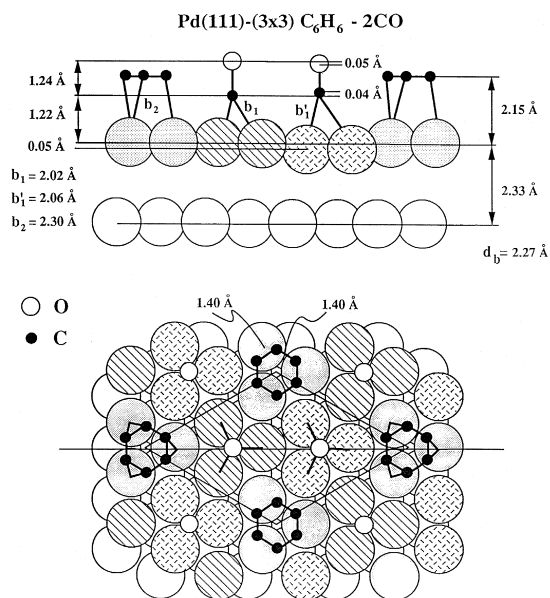 Pd(111)-(3x3) C₆H₆ - 2CO
0.05 Å
1.24 Å
0.04 Å
b₂
b₁
b'₁
1.22 Å
2.15 Å
0.05 Å
b₁ = 2.02 Å
b'₁ = 2.06 Å
b₂ = 2.30 Å
2.33 Å
d_b = 2.27 Å
O
C
1.40 Å
1.40 Å